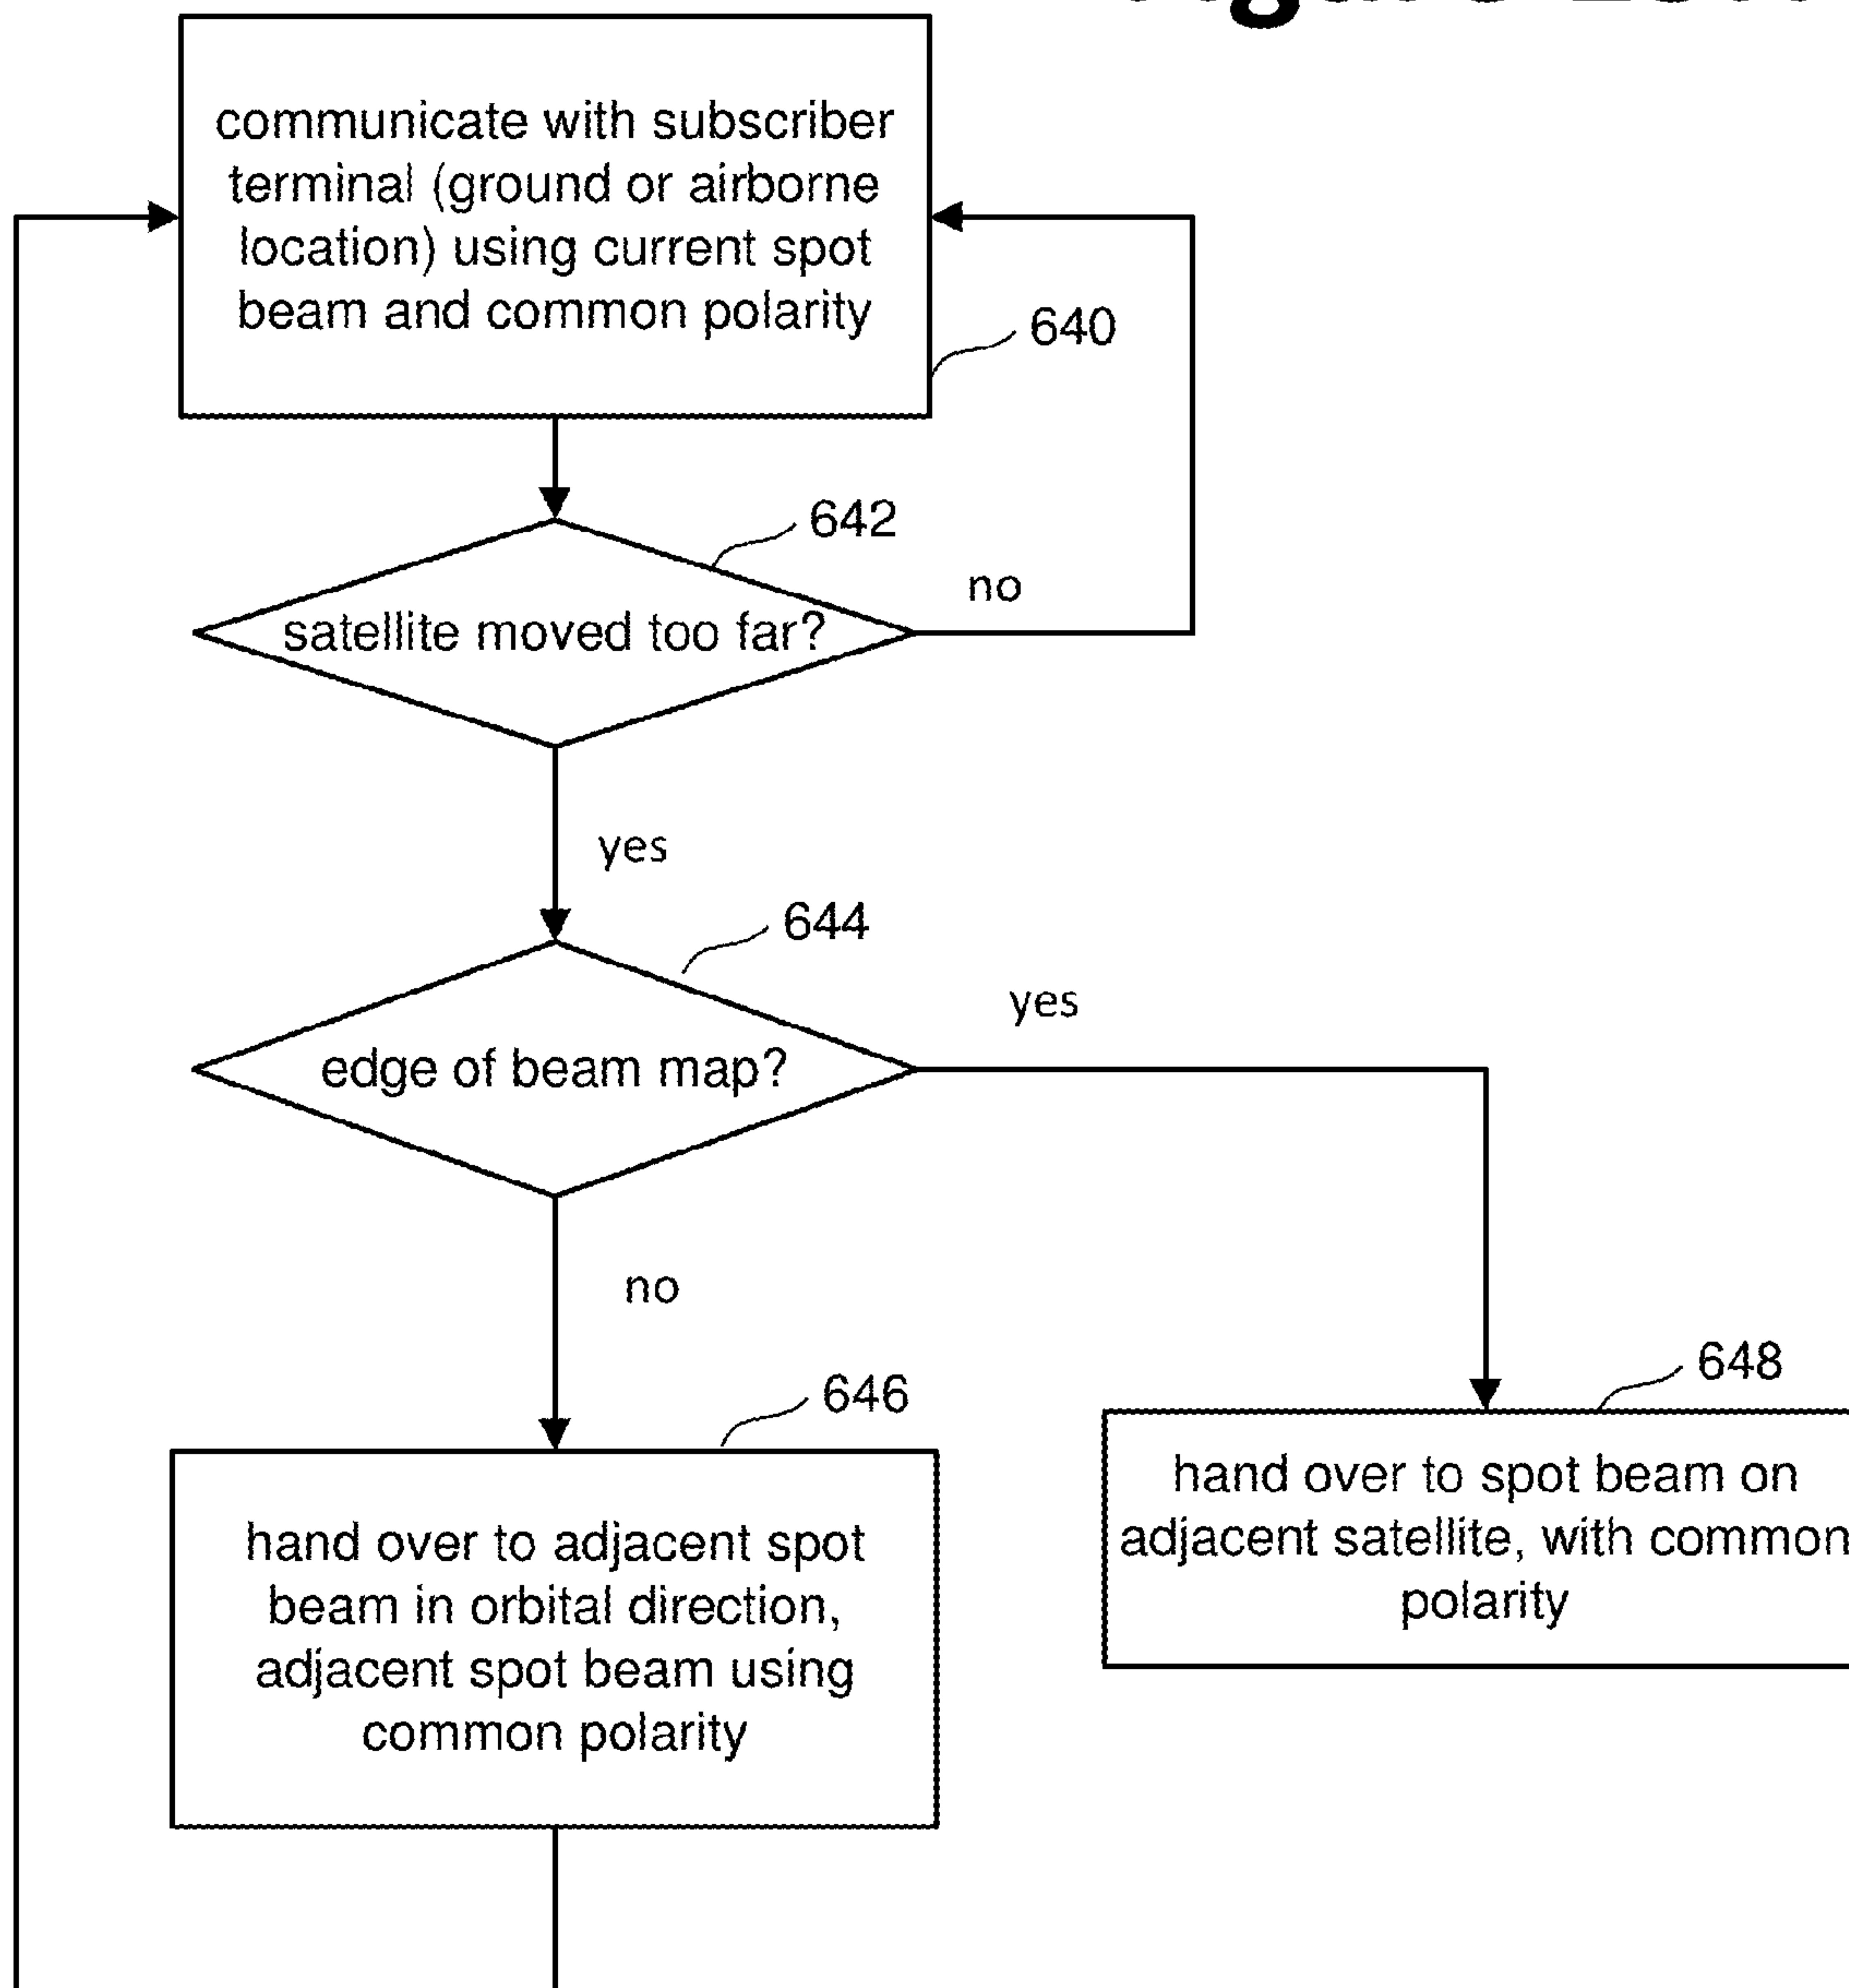 communicate with subscriber
terminal (ground or airborne
location) using current spot
beam and common polarity
640
642
no
satellite moved too far?
yes
644
yes
edge of beam map?
no
648
646
hand over to spot beam on
adjacent satellite, with common
polarity
hand over to adjacent spot
beam in orbital direction,
adjacent spot beam using
common polarity